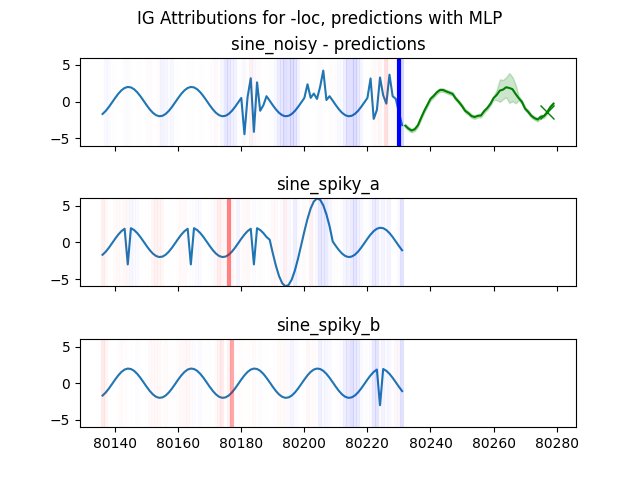 IG Attributions for -loc, predictions with MLP
sine_noisy - predictions
5
0
−5
sine_spiky_a
5
0
−5
sine_spiky_b
5
0
−5
80140 80160 80180 80200 80220 80240 80260 80280